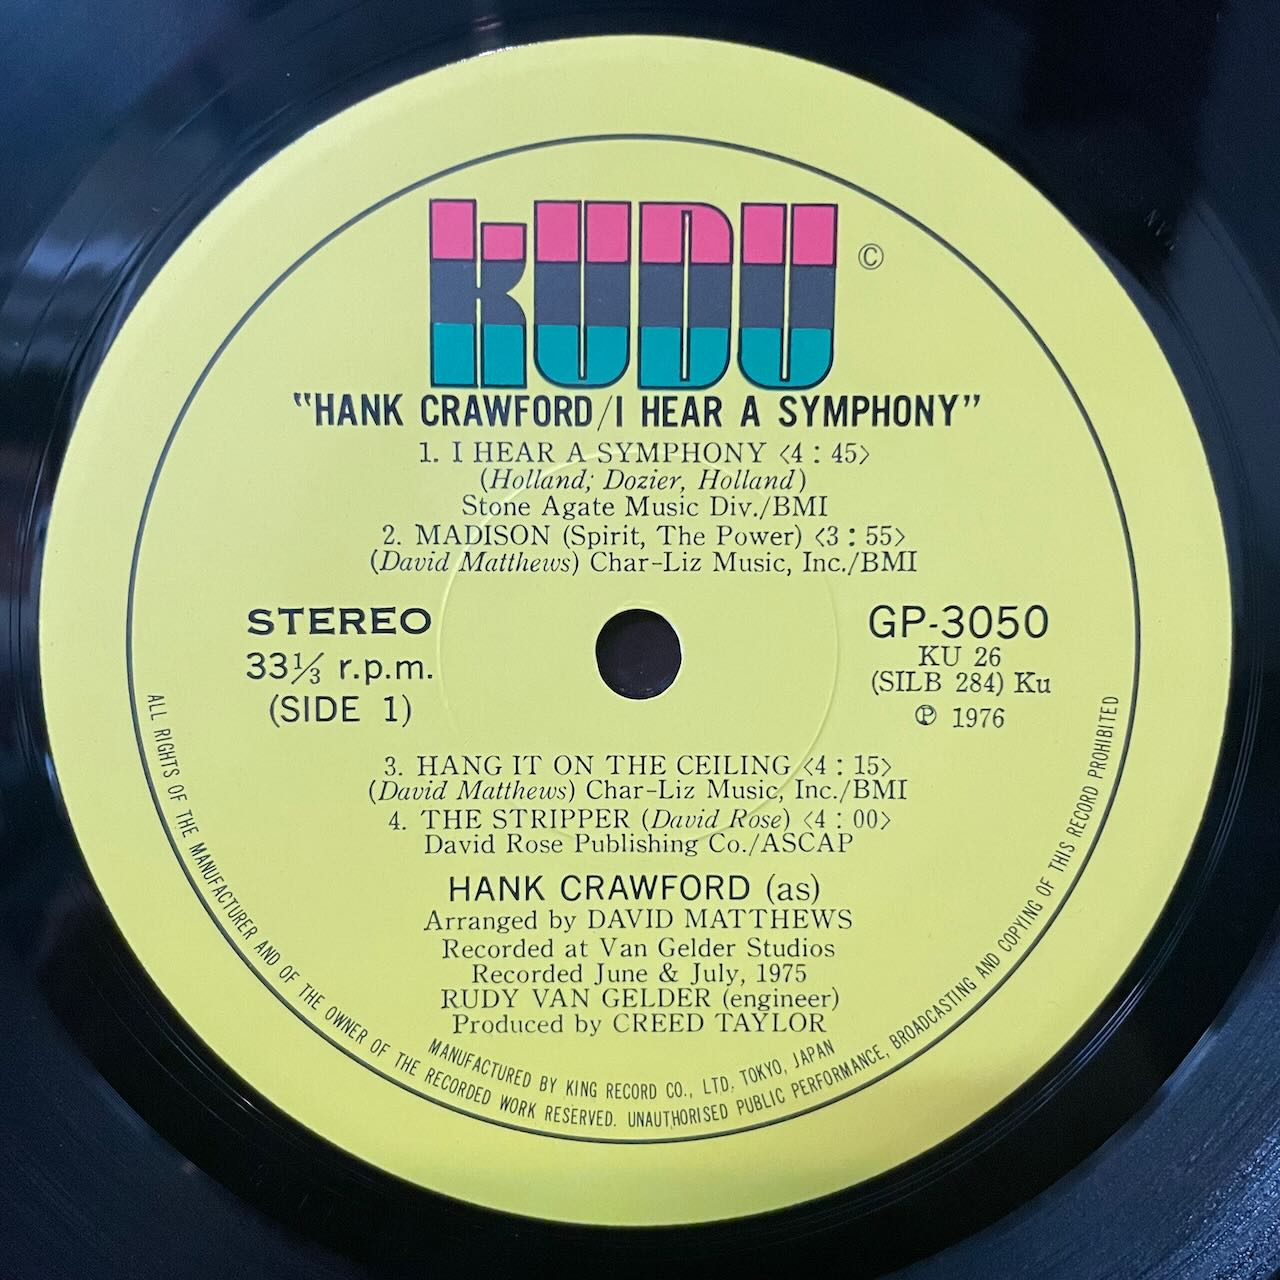 KUDU ©
"HANK CRAWFORD/I HEAR A SYMPHONY"
1. I HEAR A SYMPHONY <4:45>
(Holland; Dozier, Holland)
Stone Agate Music Div./BMI
2. MADISON (Spirit, The Power) <3:55>
(David Matthews) Char-Liz Music, Inc./BMI
STEREO
33⅓ r.p.m.
(SIDE 1)
GP-3050
KU 26
(SILB 284) Ku
℗ 1976
3. HANG IT ON THE CEILING <4:15>
(David Matthews) Char-Liz Music, Inc./BMI
4. THE STRIPPER (David Rose) <4:00>
David Rose Publishing Co./ASCAP
HANK CRAWFORD (as)
Arranged by DAVID MATTHEWS
Recorded at Van Gelder Studios
Recorded June & July, 1975
RUDY VAN GELDER (engineer)
Produced by CREED TAYLOR
MANUFACTURED BY KING RECORD CO., LTD. TOKYO, JAPAN
ALL RIGHTS OF THE MANUFACTURER AND OF THE OWNER OF THE RECORDED WORK RESERVED. UNAUTHORISED PUBLIC PERFORMANCE, BROADCASTING AND COPYING OF THIS RECORD PROHIBITED